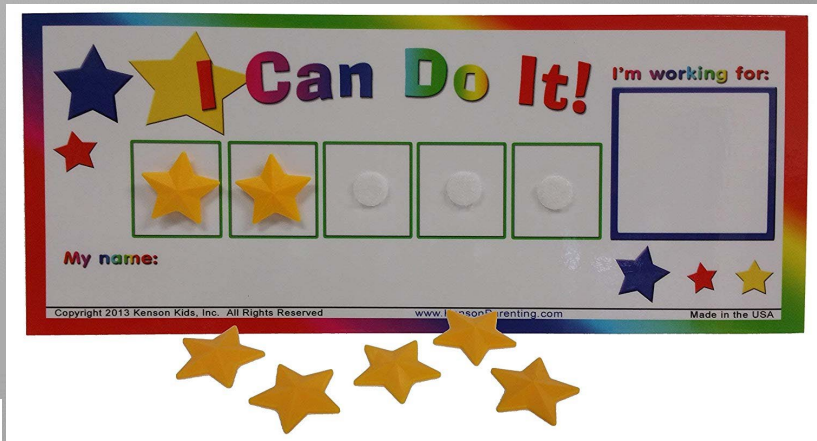 I Can Do It!
I'm working for:
My name:
Copyright 2013 Kenson Kids, Inc. All Rights Reserved
Made in the USA